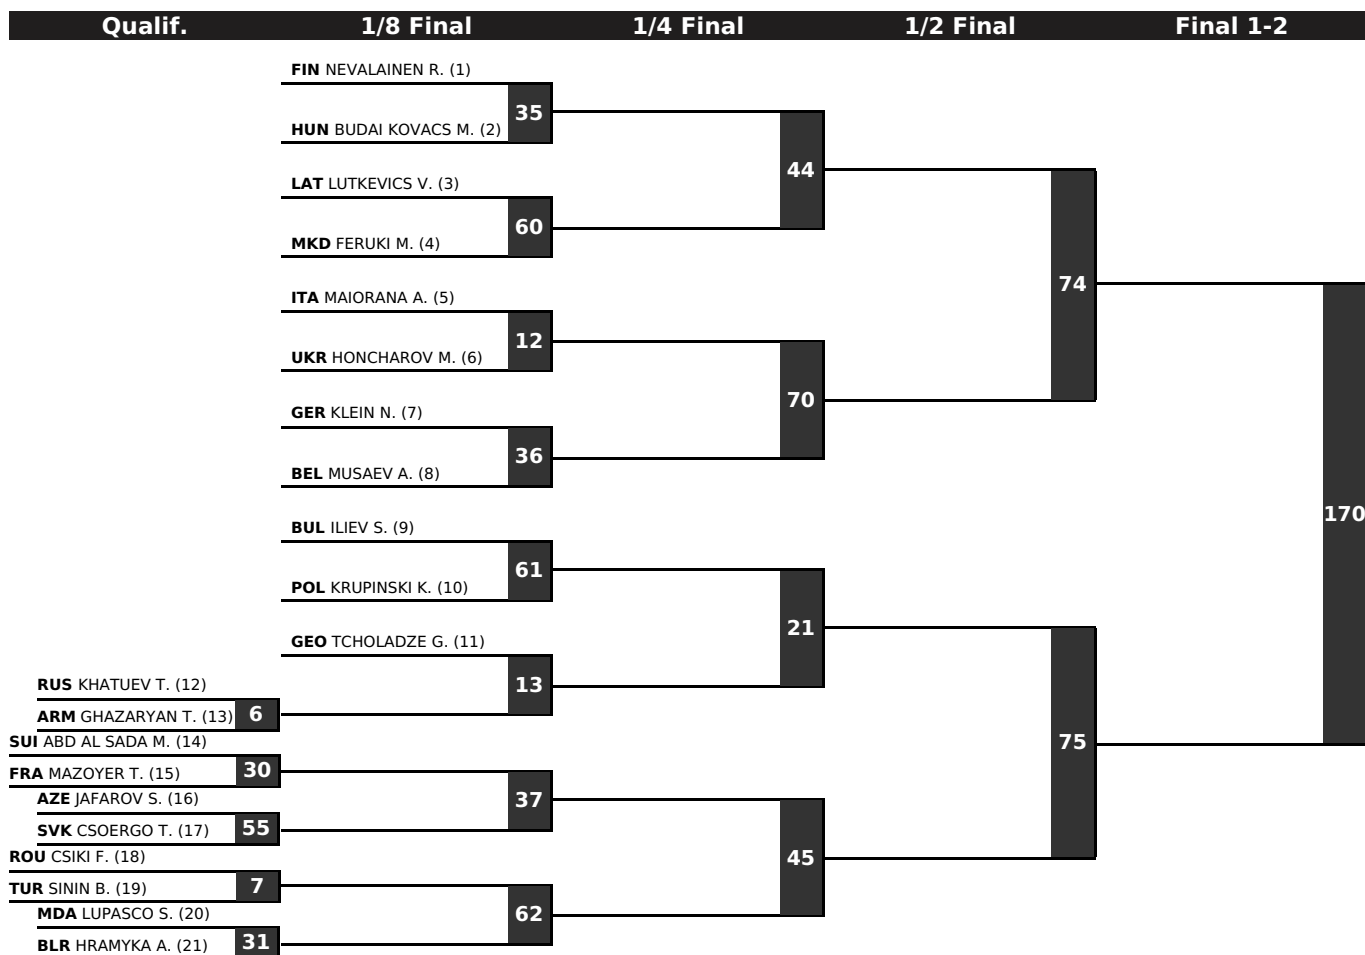 Qualif. 1/8 Final 1/4 Final 1/2 Final Final 1-2
FIN NEVALAINEN R. (1)
35
HUN BUDAI KOVACS M. (2)
44
LAT LUTKEVICS V. (3)
60
MKD FERUKI M. (4)
74
ITA MAIORANA A. (5)
12
UKR HONCHAROV M. (6)
70
GER KLEIN N. (7)
36
BEL MUSAEV A. (8)
170
BUL ILIEV S. (9)
61
POL KRUPINSKI K. (10)
21
GEO TCHOLADZE G. (11)
13
RUS KHATUEV T. (12)
ARM GHAZARYAN T. (13) 6
SUI ABD AL SADA M. (14)
75
FRA MAZOYER T. (15) 30
AZE JAFAROV S. (16)
37
SVK CSOERGO T. (17) 55
ROU CSIKI F. (18)
45
TUR SININ B. (19) 7
MDA LUPASCO S. (20)
62
BLR HRAMYKA A. (21) 31